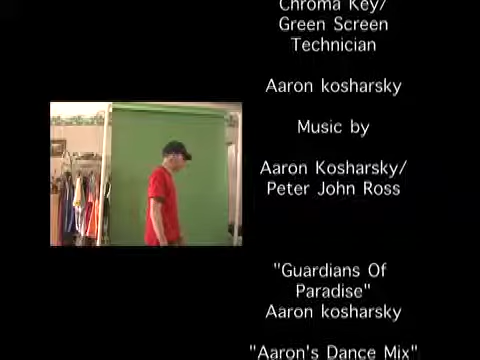 Chroma Key/
Green Screen
Technician
Aaron kosharsky
Music by
Aaron Kosharsky/
Peter John Ross
"Guardians Of
Paradise"
Aaron kosharsky
"Aaron's Dance Mix"